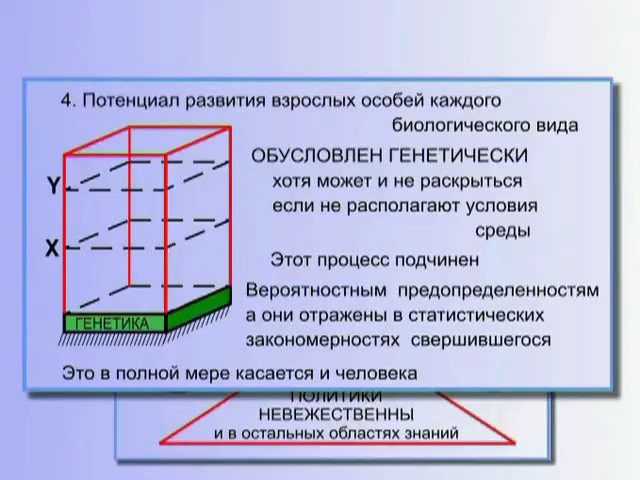 4. Потенциал развития взрослых особей каждого
биологического вида
ОБУСЛОВЛЕН ГЕНЕТИЧЕСКИ
хотя может и не раскрыться
если не располагают условия
среды
Этот процесс подчинен
Вероятностным предопределенностям
а они отражены в статистических
закономерностях свершившегося
Y
X
ГЕНЕТИКА
Это в полной мере касается и человека
ПОЛИТИКИ
НЕВЕЖЕСТВЕННЫ
и в остальных областях знаний